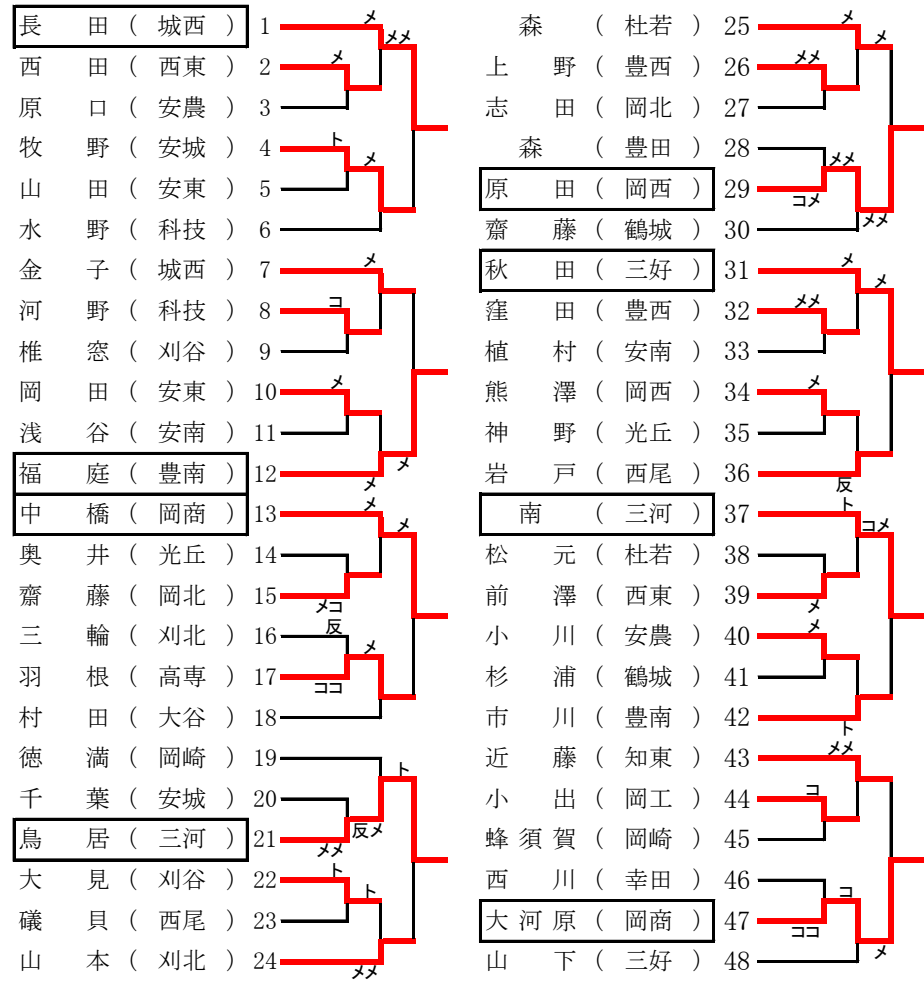 長田（城西）1 メ メメ
西田（西東）2 メ
原口（安農）3
牧野（安城）4 ト
山田（安東）5 メ
水野（科技）6
金子（城西）7 メ
河野（科技）8 コ
椎窓（刈谷）9
岡田（安東）10 メ
浅谷（安南）11
福庭（豊南）12 メ メ
中橋（岡商）13 メ メ
奥井（光丘）14
齋藤（岡北）15 メコ
三輪（刈北）16 反
羽根（高専）17 ココ メ
村田（大谷）18
徳満（岡崎）19 ト
千葉（安城）20
鳥居（三河）21 メメ 反メ
大見（刈谷）22 ト ト
礒貝（西尾）23
山本（刈北）24 メメ
森（杜若）25 メ メ
上野（豊西）26 メメ
志田（岡北）27
森（豊田）28 メメ
原田（岡西）29 コメ
齋藤（鶴城）30 メメ
秋田（三好）31 メ メ
窪田（豊西）32 メメ
植村（安南）33
熊澤（岡西）34 メ
神野（光丘）35
岩戸（西尾）36 反
南（三河）37 ト コメ
松元（杜若）38
前澤（西東）39 メ
小川（安農）40 メ
杉浦（鶴城）41
市川（豊南）42 ト
近藤（知東）43 メメ
小出（岡工）44 コ
蜂須賀（岡崎）45
西川（幸田）46 コ
大河原（岡商）47 ココ
山下（三好）48 メ